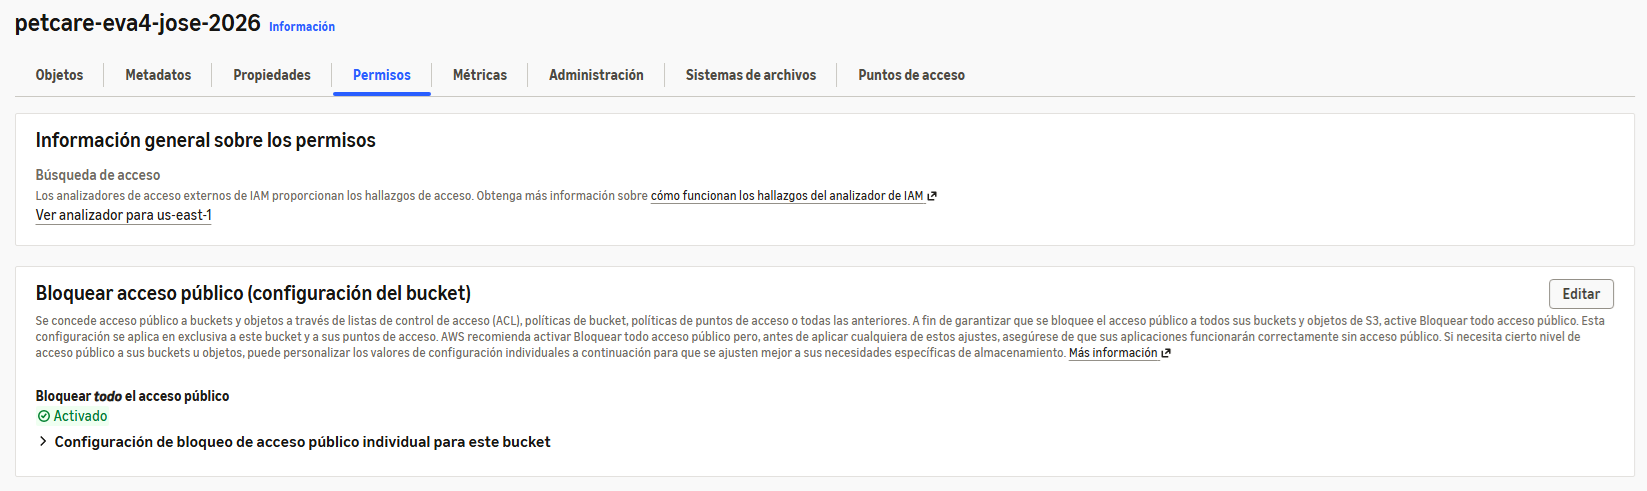 petcare-eva4-jose-2026 Información
Objetos Metadatos Propiedades Permisos Métricas Administración Sistemas de archivos Puntos de acceso
Información general sobre los permisos
Búsqueda de acceso
Los analizadores de acceso externos de IAM proporcionan los hallazgos de acceso. Obtenga más información sobre cómo funcionan los hallazgos del analizador de IAM
Ver analizador para us-east-1
Bloquear acceso público (configuración del bucket)
Editar
Se concede acceso público a buckets y objetos a través de listas de control de acceso (ACL), políticas de bucket, políticas de puntos de acceso o todas las anteriores. A fin de garantizar que se bloquee el acceso público a todos sus buckets y objetos de S3, active Bloquear todo acceso público. Esta
configuración se aplica en exclusiva a este bucket y a sus puntos de acceso. AWS recomienda activar Bloquear todo acceso público pero, antes de aplicar cualquiera de estos ajustes, asegúrese de que sus aplicaciones funcionarán correctamente sin acceso público. Si necesita cierto nivel de
acceso público a sus buckets u objetos, puede personalizar los valores de configuración individuales a continuación para que se ajusten mejor a sus necesidades específicas de almacenamiento. Más información
Bloquear todo el acceso público
Activado
Configuración de bloqueo de acceso público individual para este bucket